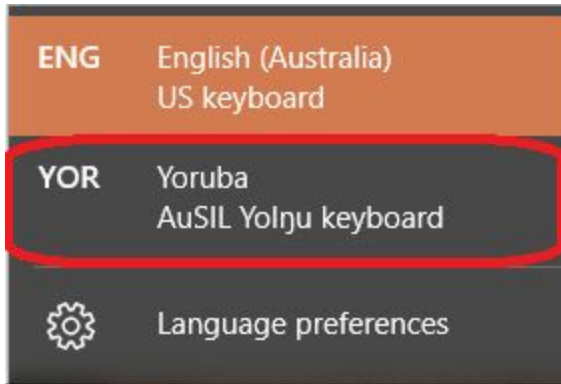 ENG English (Australia)
US keyboard
YOR Yoruba
AuSIL Yolŋu keyboard
Language preferences